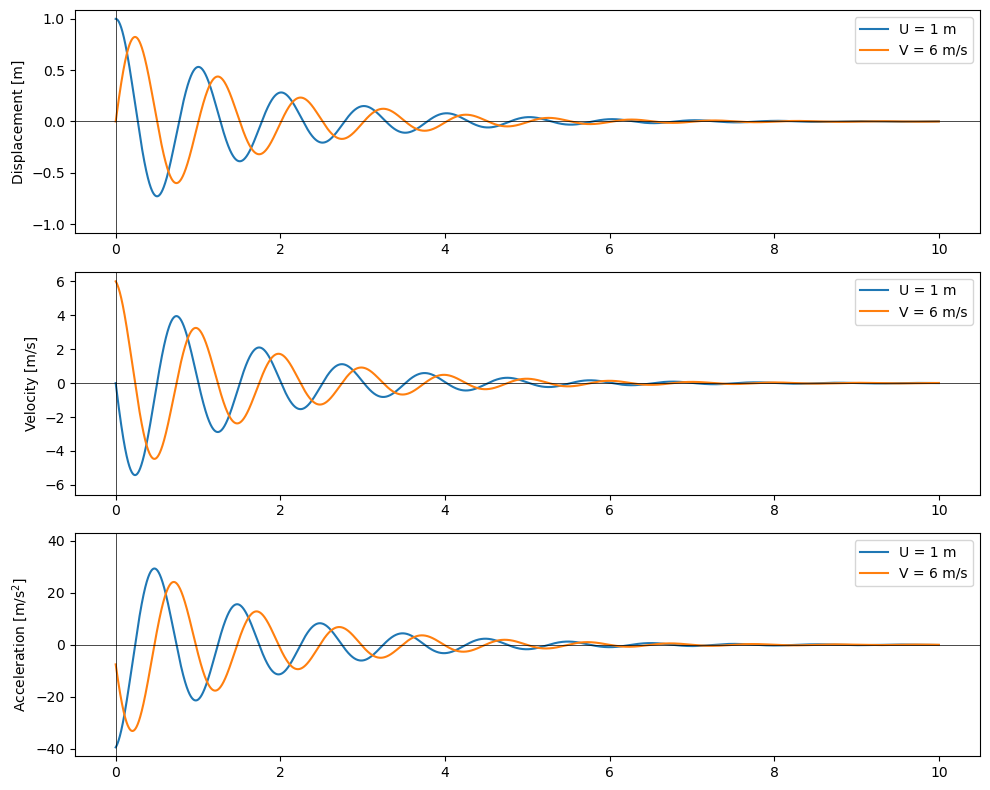 1.0
0.5
0.0
−0.5
−1.0
Displacement [m]
U = 1 m
V = 6 m/s
0 2 4 6 8 10
6
4
2
0
−2
−4
−6
Velocity [m/s]
U = 1 m
V = 6 m/s
0 2 4 6 8 10
40
20
0
−20
−40
Acceleration [m/s²]
U = 1 m
V = 6 m/s
0 2 4 6 8 10